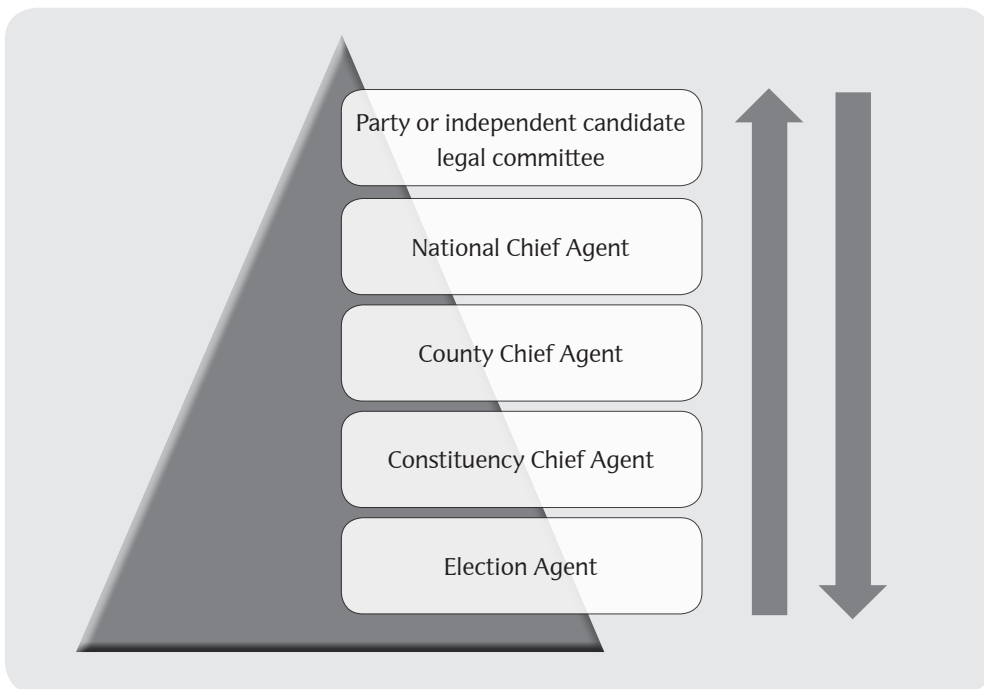 Party or independent candidate
legal committee
National Chief Agent
County Chief Agent
Constituency Chief Agent
Election Agent